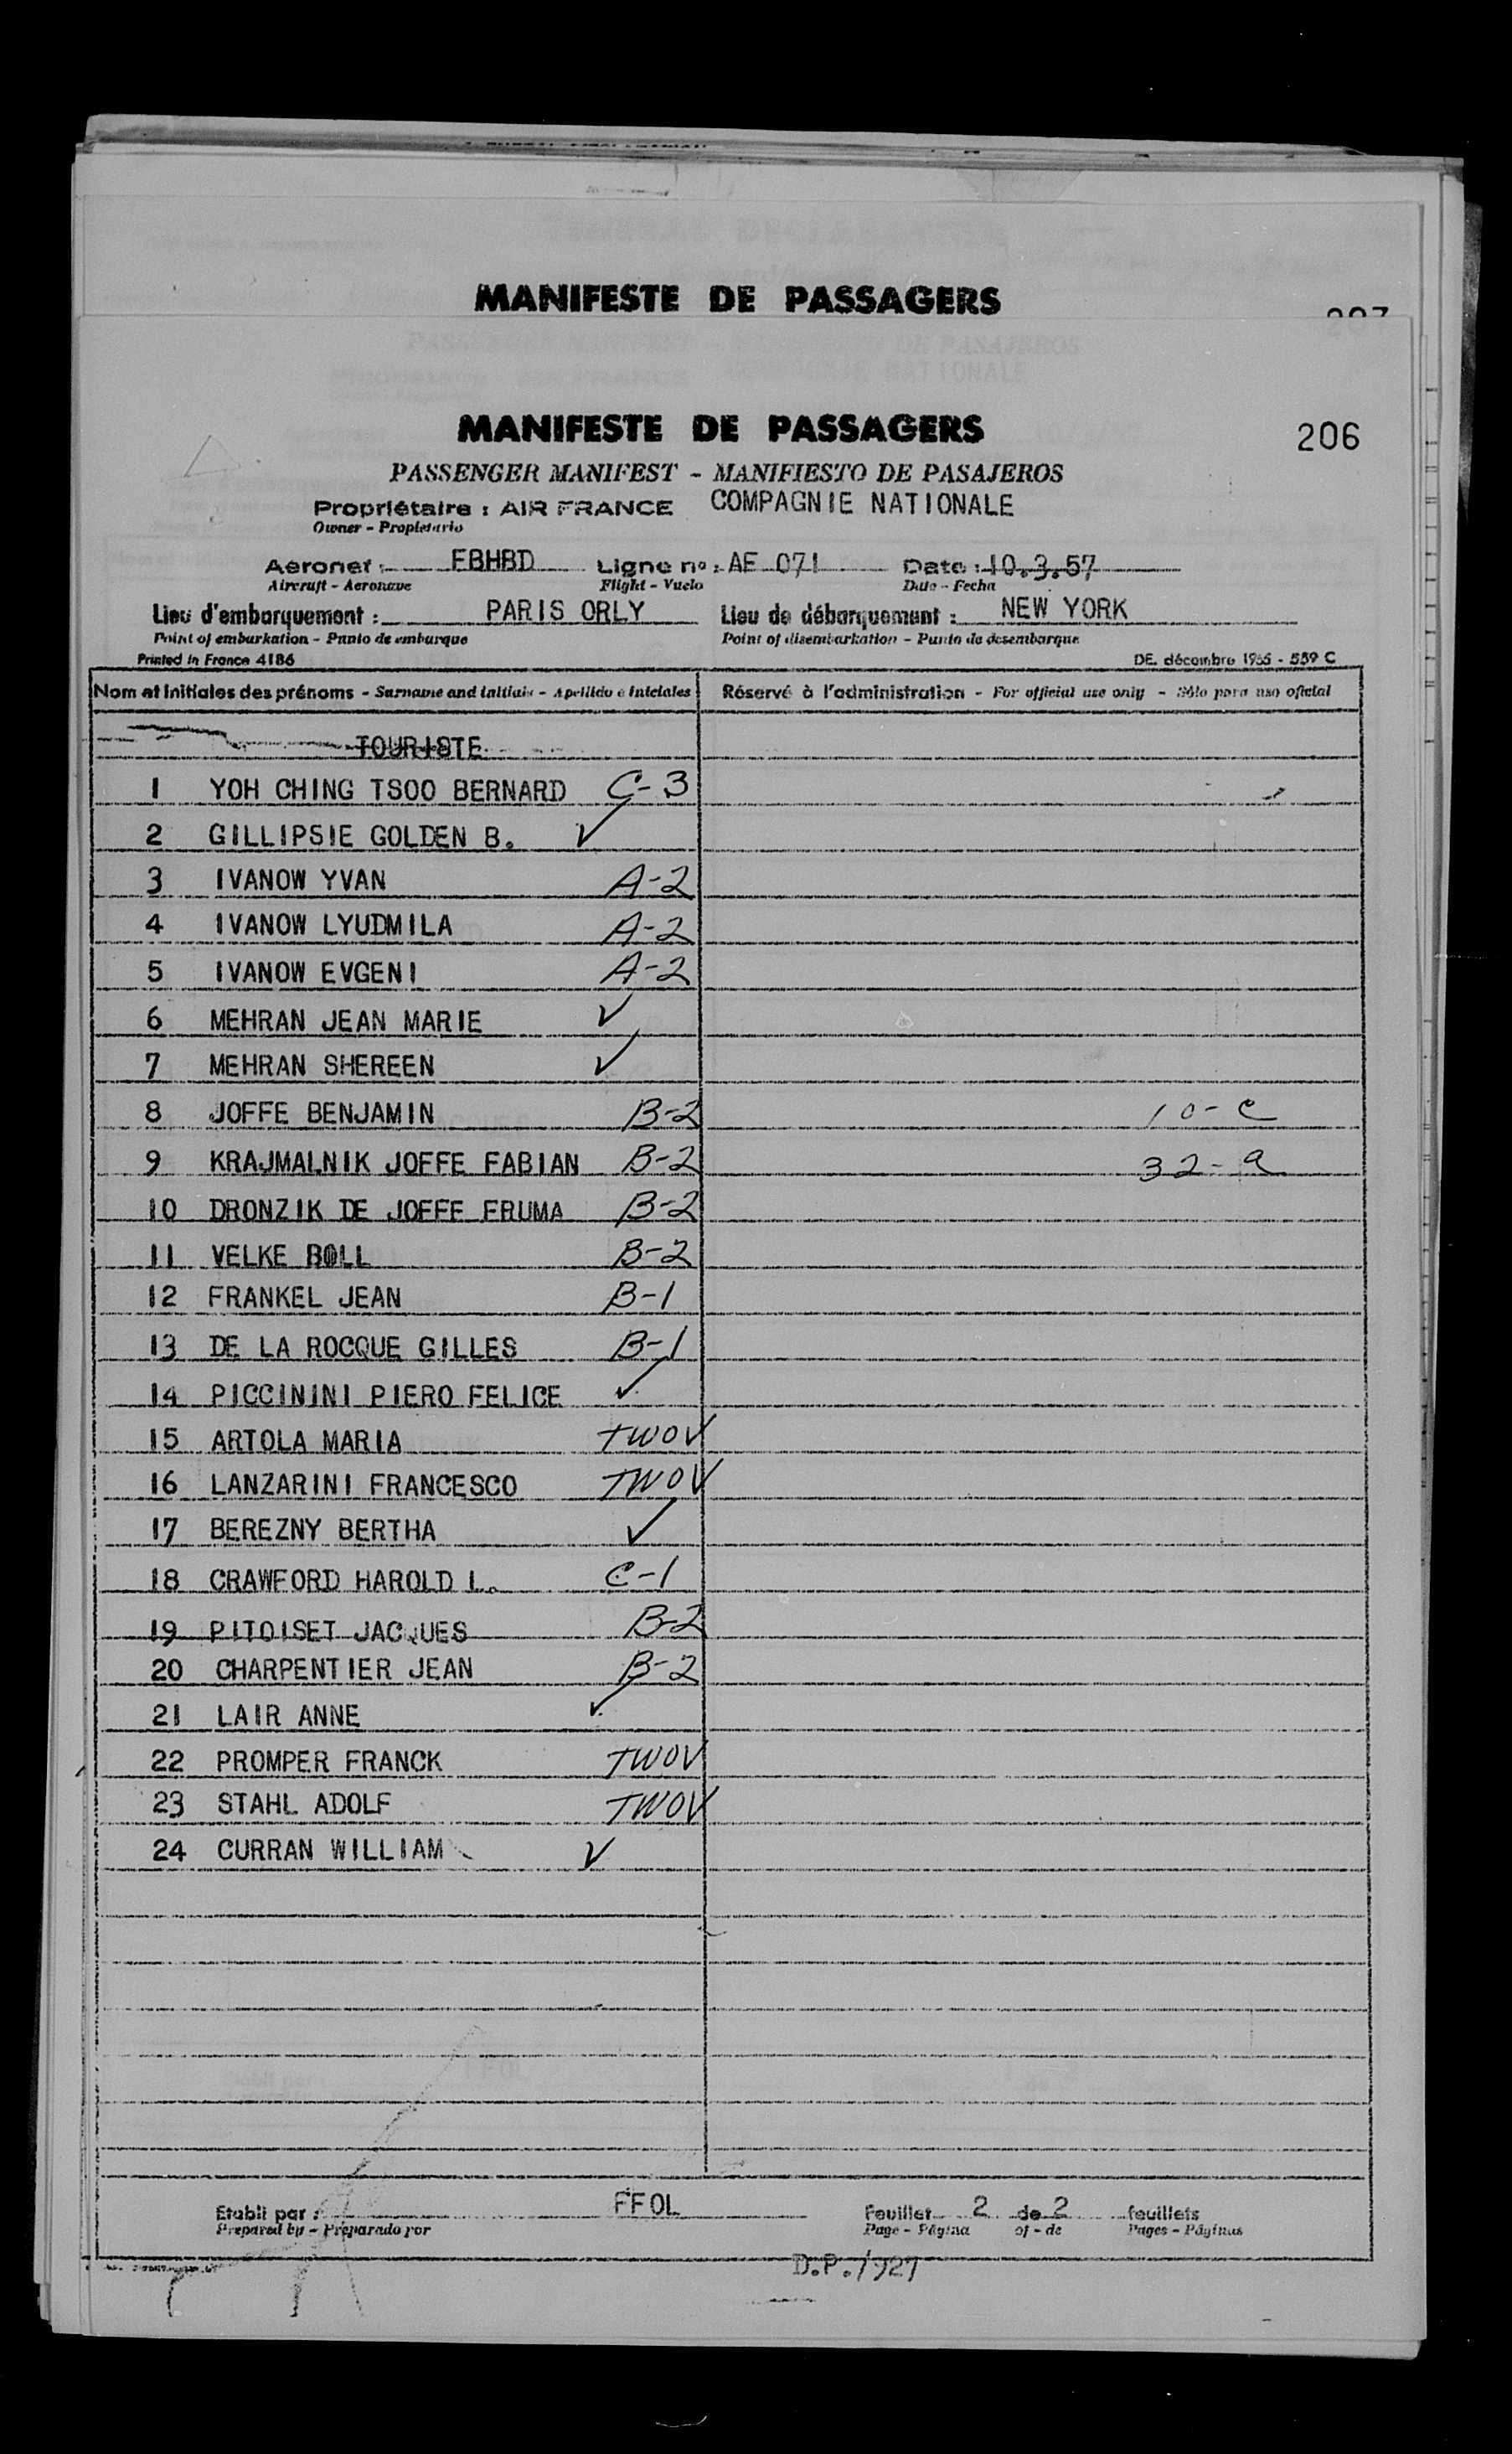 MANIFESTE DE PASSAGERS
MANIFESTE DE PASSAGERS 206
PASSENGER MANIFEST - MANIFIESTO DE PASAJEROS
Propriétaire : AIR FRANCE COMPAGNIE NATIONALE
Owner - Propietario
Aéronef : FBHBD Ligne nº : AF 071 Date : 10.3.57
Aircraft - Aeronave Flight - Vuelo Date - Fecha
Lieu d'embarquement : PARIS ORLY Lieu de débarquement : NEW YORK
Point of embarkation - Punto de embarque Point of disembarkation - Punto de desembarque
Printed in France 4186 DE. décembre 1955 - 559 C
Nom et initiales des prénoms - Surname and initials - Apellido e iniciales Réservé à l'administration - For official use only - Sólo para uso oficial
TOURISTE
1 YOH CHING TSOO BERNARD C-3
2 GILLIPSIE GOLDEN B. ✓
3 IVANOW YVAN A-2
4 IVANOW LYUDMILA A-2
5 IVANOW EVGENI A-2
6 MEHRAN JEAN MARIE ✓
7 MEHRAN SHEREEN ✓
8 JOFFE BENJAMIN B-2 10-C
9 KRAJMALNIK JOFFE FABIAN B-2 32-a
10 DRONZIK DE JOFFE FRUMA B-2
11 VELKE ROLL B-2
12 FRANKEL JEAN B-1
13 DE LA ROCQUE GILLES B-1
14 PICCININI PIERO FELICE ✓
15 ARTOLA MARIA TWOV
16 LANZARINI FRANCESCO TWOV
17 BEREZNY BERTHA ✓
18 CRAWFORD HAROLD L. C-1
19 PITOISET JACQUES B-2
20 CHARPENTIER JEAN B-2
21 LAIR ANNE ✓
22 PROMPER FRANCK TWOV
23 STAHL ADOLF TWOV
24 CURRAN WILLIAM ✓
Etabli par : FFOL Feuillet 2 de 2 feuillets
Prepared by - Preparado por Page - Página of - de Pages - Páginas
D.P./927